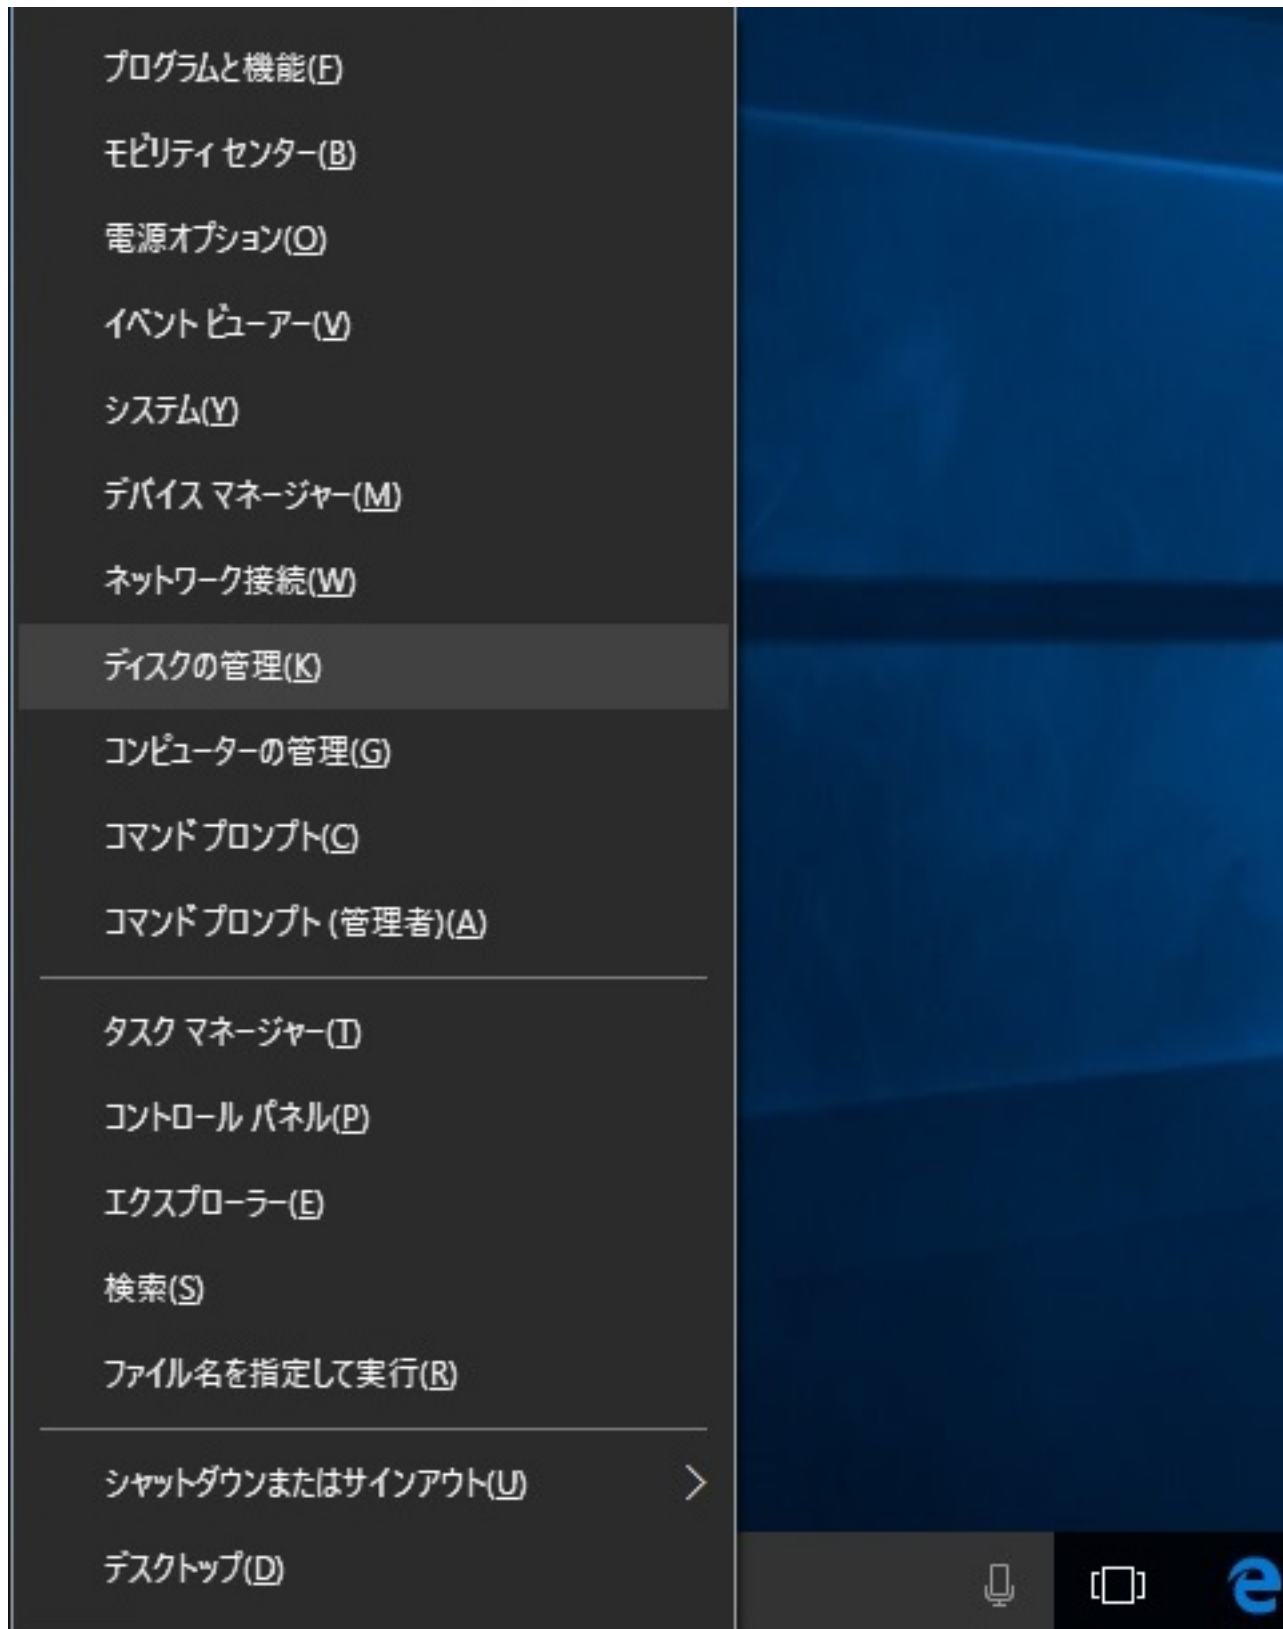 プログラムと機能(F)
モビリティ センター(B)
電源オプション(O)
イベント ビューアー(V)
システム(Y)
デバイス マネージャー(M)
ネットワーク接続(W)
ディスクの管理(K)
コンピューターの管理(G)
コマンド プロンプト(C)
コマンド プロンプト (管理者)(A)
タスク マネージャー(T)
コントロール パネル(P)
エクスプローラー(E)
検索(S)
ファイル名を指定して実行(R)
シャットダウンまたはサインアウト(U)
デスクトップ(D)